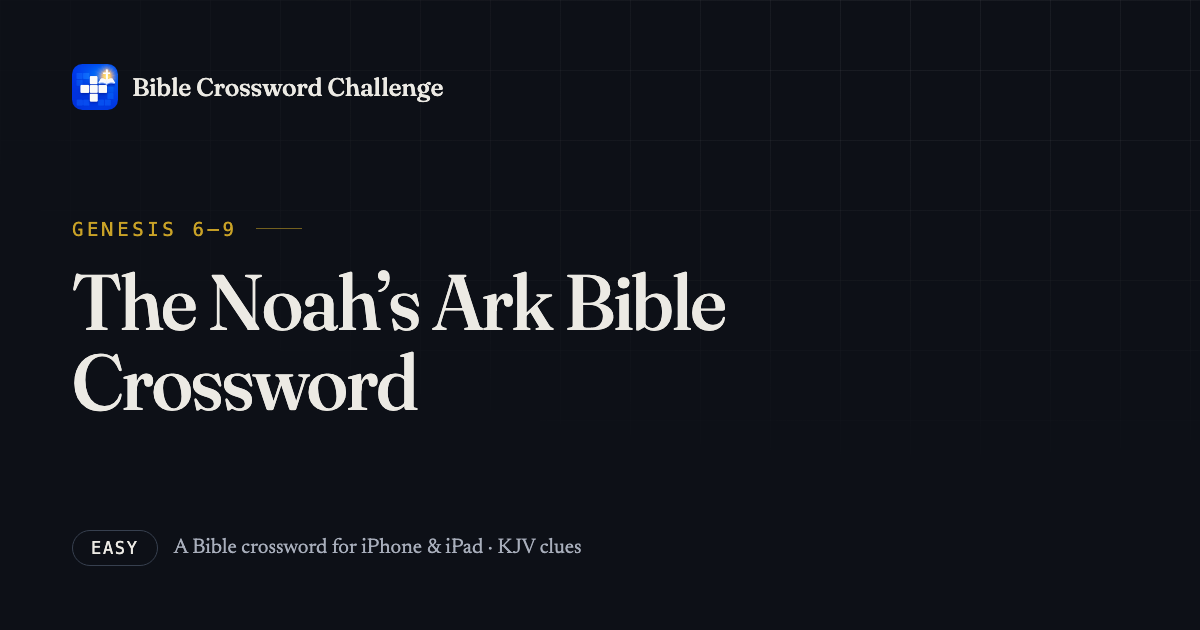 Bible Crossword Challenge
GENESIS 6–9
The Noah’s Ark Bible
Crossword
EASY
A Bible crossword for iPhone & iPad · KJV clues